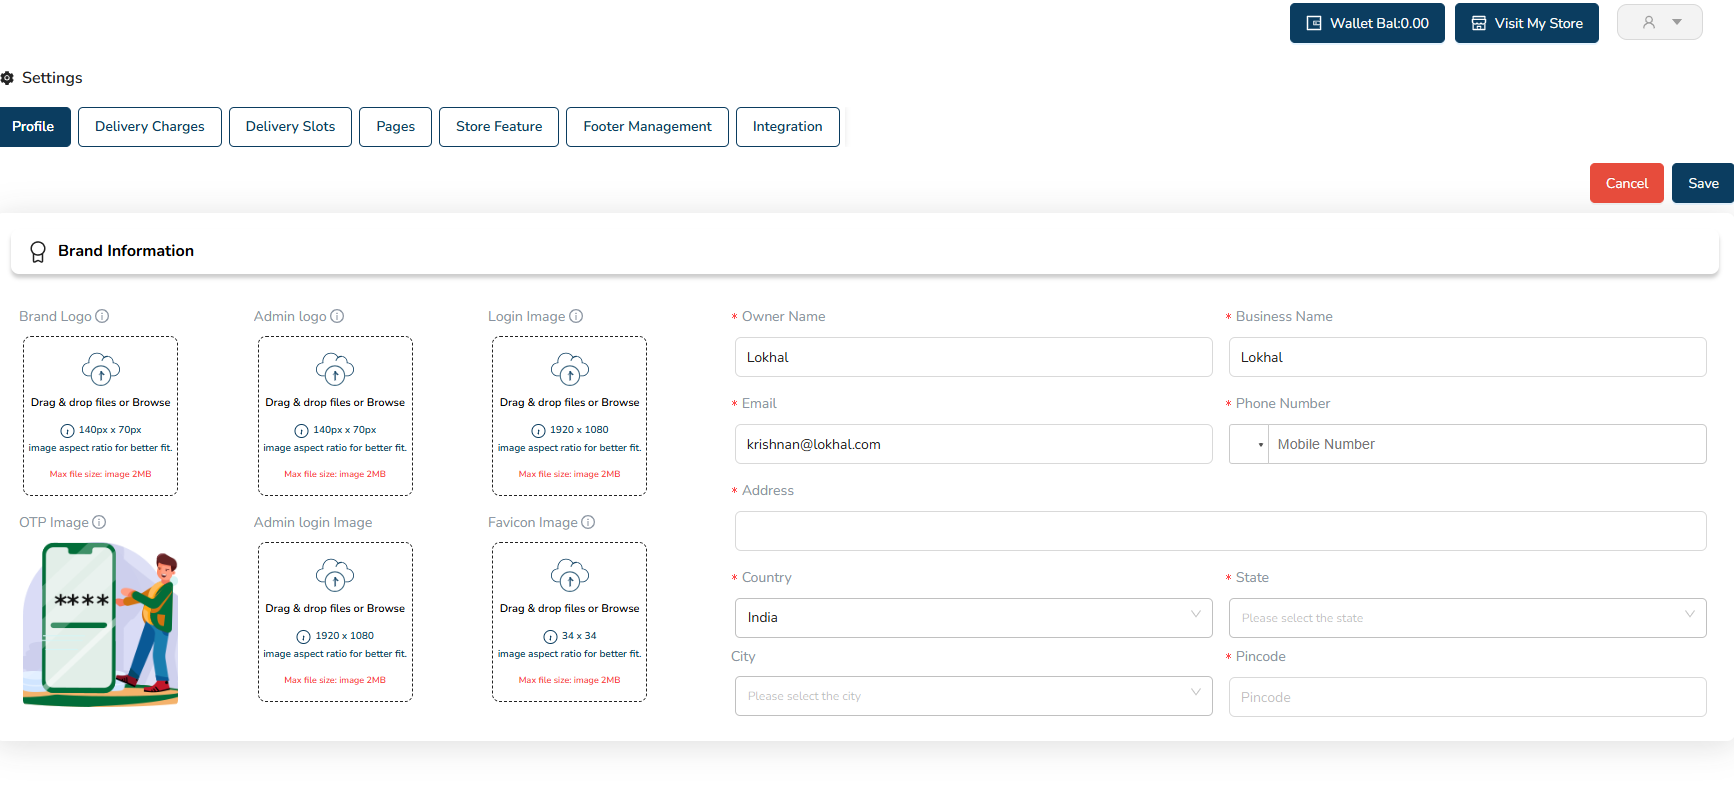 Wallet Bal:0.00
Visit My Store
Settings
Profile
Delivery Charges
Delivery Slots
Pages
Store Feature
Footer Management
Integration
Cancel
Save
Brand Information
Brand Logo
Admin logo
Login Image
* Owner Name
* Business Name
Drag & drop files or Browse
140px x 70px
image aspect ratio for better fit.
Max file size: image 2MB
Drag & drop files or Browse
140px x 70px
image aspect ratio for better fit.
Max file size: image 2MB
Drag & drop files or Browse
1920 x 1080
image aspect ratio for better fit.
Max file size: image 2MB
Lokhal
Lokhal
* Email
* Phone Number
krishnan@lokhal.com
Mobile Number
* Address
OTP Image
Admin login Image
Favicon Image
****
Drag & drop files or Browse
1920 x 1080
image aspect ratio for better fit.
Max file size: image 2MB
Drag & drop files or Browse
34 x 34
image aspect ratio for better fit.
Max file size: image 2MB
* Country
* State
India
Please select the state
City
* Pincode
Please select the city
Pincode